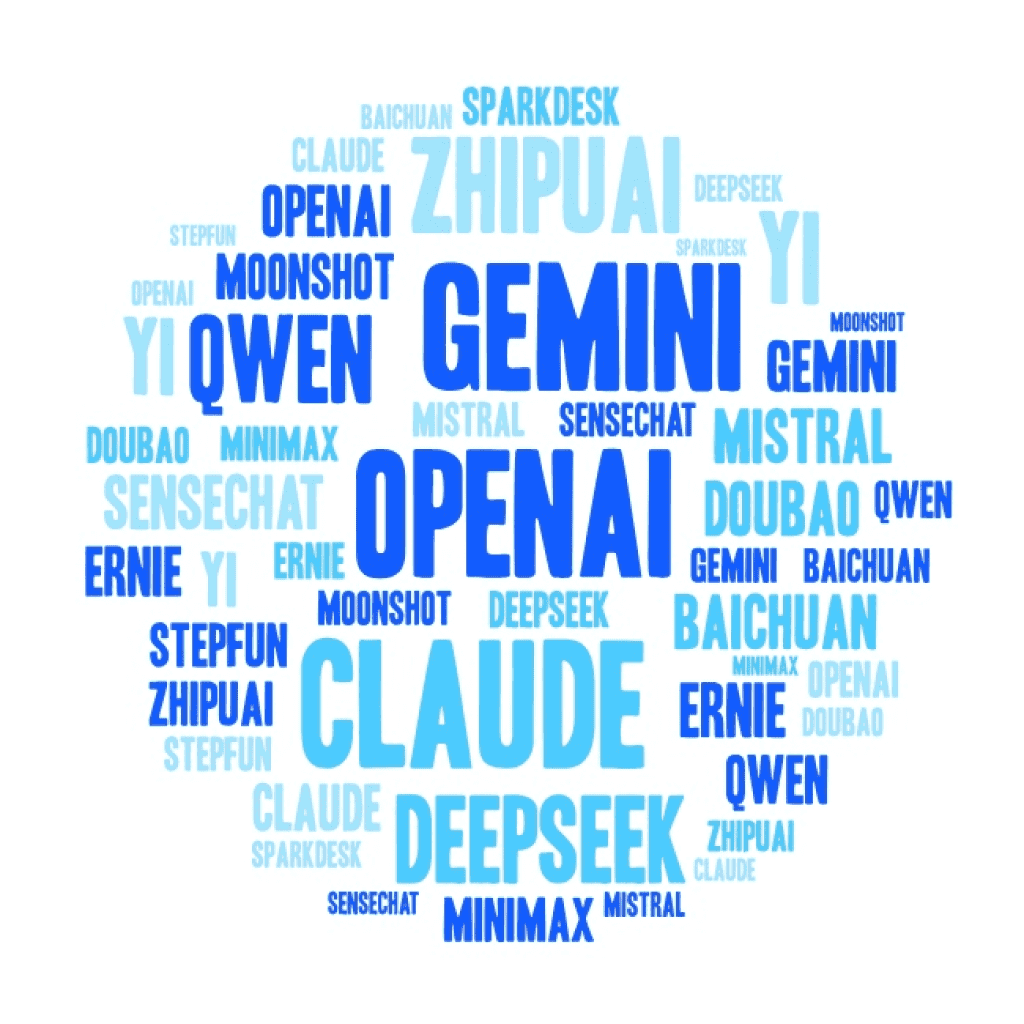 SPARKDESK
BAICHUAN
CLAUDE
ZHIPUAI
DEEPSEEK
OPENAI
STEPFUN
SPARKDESK
YI
MOONSHOT
OPENAI
GEMINI
MOONSHOT
YI
QWEN
GEMINI
MISTRAL
SENSECHAT
MISTRAL
DOUBAO
MINIMAX
SENSECHAT
OPENAI
DOUBAO
QWEN
ERNIE
YI
ERNIE
GEMINI
BAICHUAN
MOONSHOT
DEEPSEEK
BAICHUAN
STEPFUN
CLAUDE
MINIMAX
OPENAI
ZHIPUAI
ERNIE
DOUBAO
STEPFUN
QWEN
CLAUDE
DEEPSEEK
ZHIPUAI
SPARKDESK
CLAUDE
SENSECHAT
MINIMAX
MISTRAL